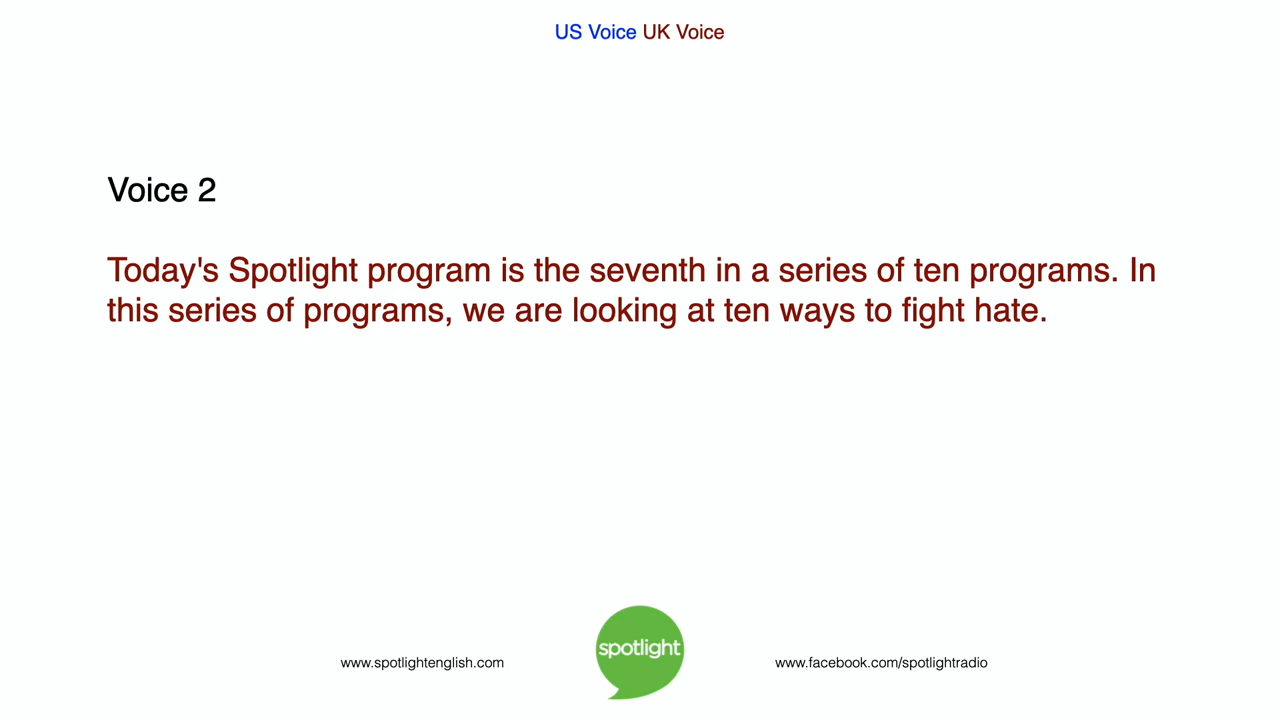 US Voice UK Voice
Voice 2
Today's Spotlight program is the seventh in a series of ten programs. In
this series of programs, we are looking at ten ways to fight hate.
www.spotlightenglish.com
spotlight
www.facebook.com/spotlightradio